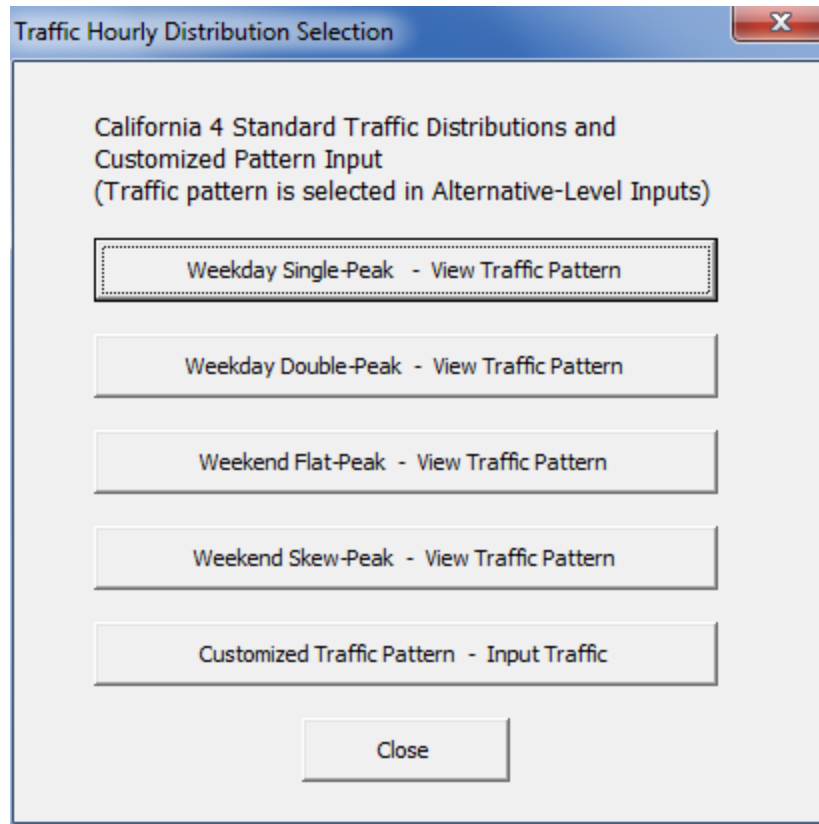 Traffic Hourly Distribution Selection
X
California 4 Standard Traffic Distributions and
Customized Pattern Input
(Traffic pattern is selected in Alternative-Level Inputs)
Weekday Single-Peak - View Traffic Pattern
Weekday Double-Peak - View Traffic Pattern
Weekend Flat-Peak - View Traffic Pattern
Weekend Skew-Peak - View Traffic Pattern
Customized Traffic Pattern - Input Traffic
Close